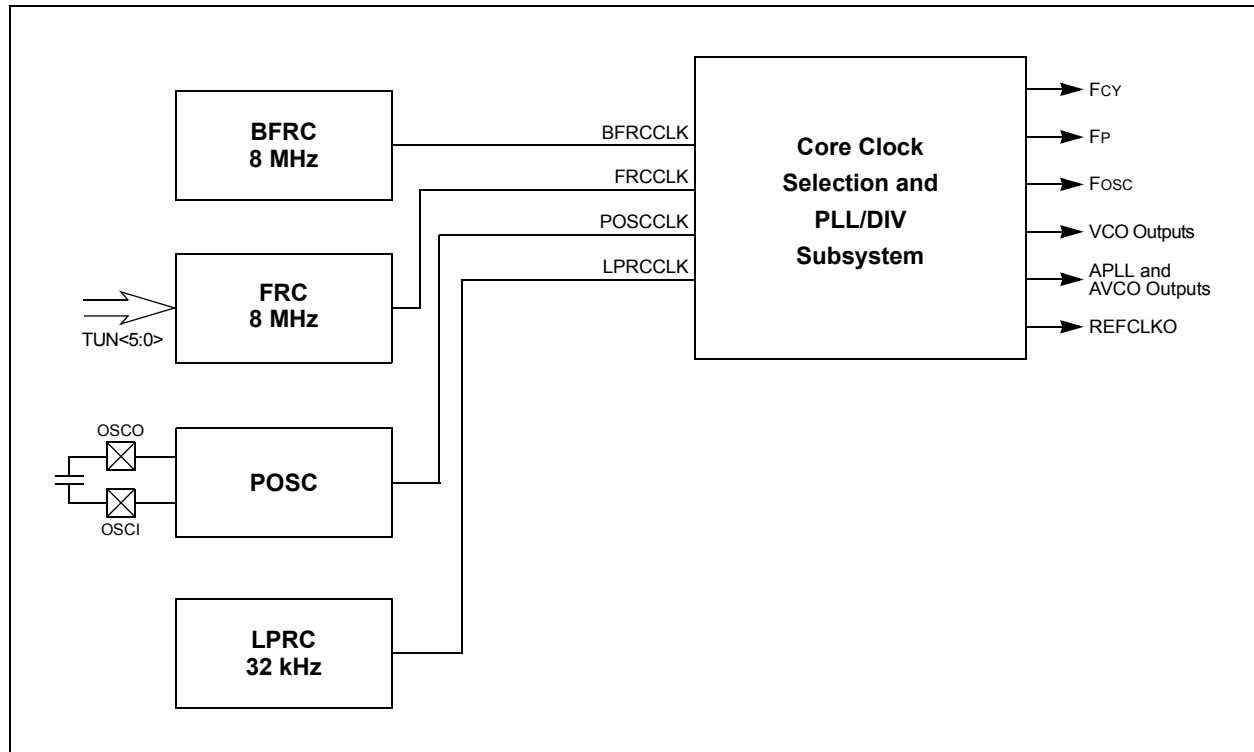 BFRC
8 MHz
FRC
8 MHz
TUN<5:0>
OSCO
POSC
OSCI
LPRC
32 kHz
BFRCCLK
FRCCLK
POSCCLK
LPRCCLK
Core Clock
Selection and
PLL/DIV
Subsystem
FCY
FP
FOSC
VCO Outputs
APLL and
AVCO Outputs
REFCLKO